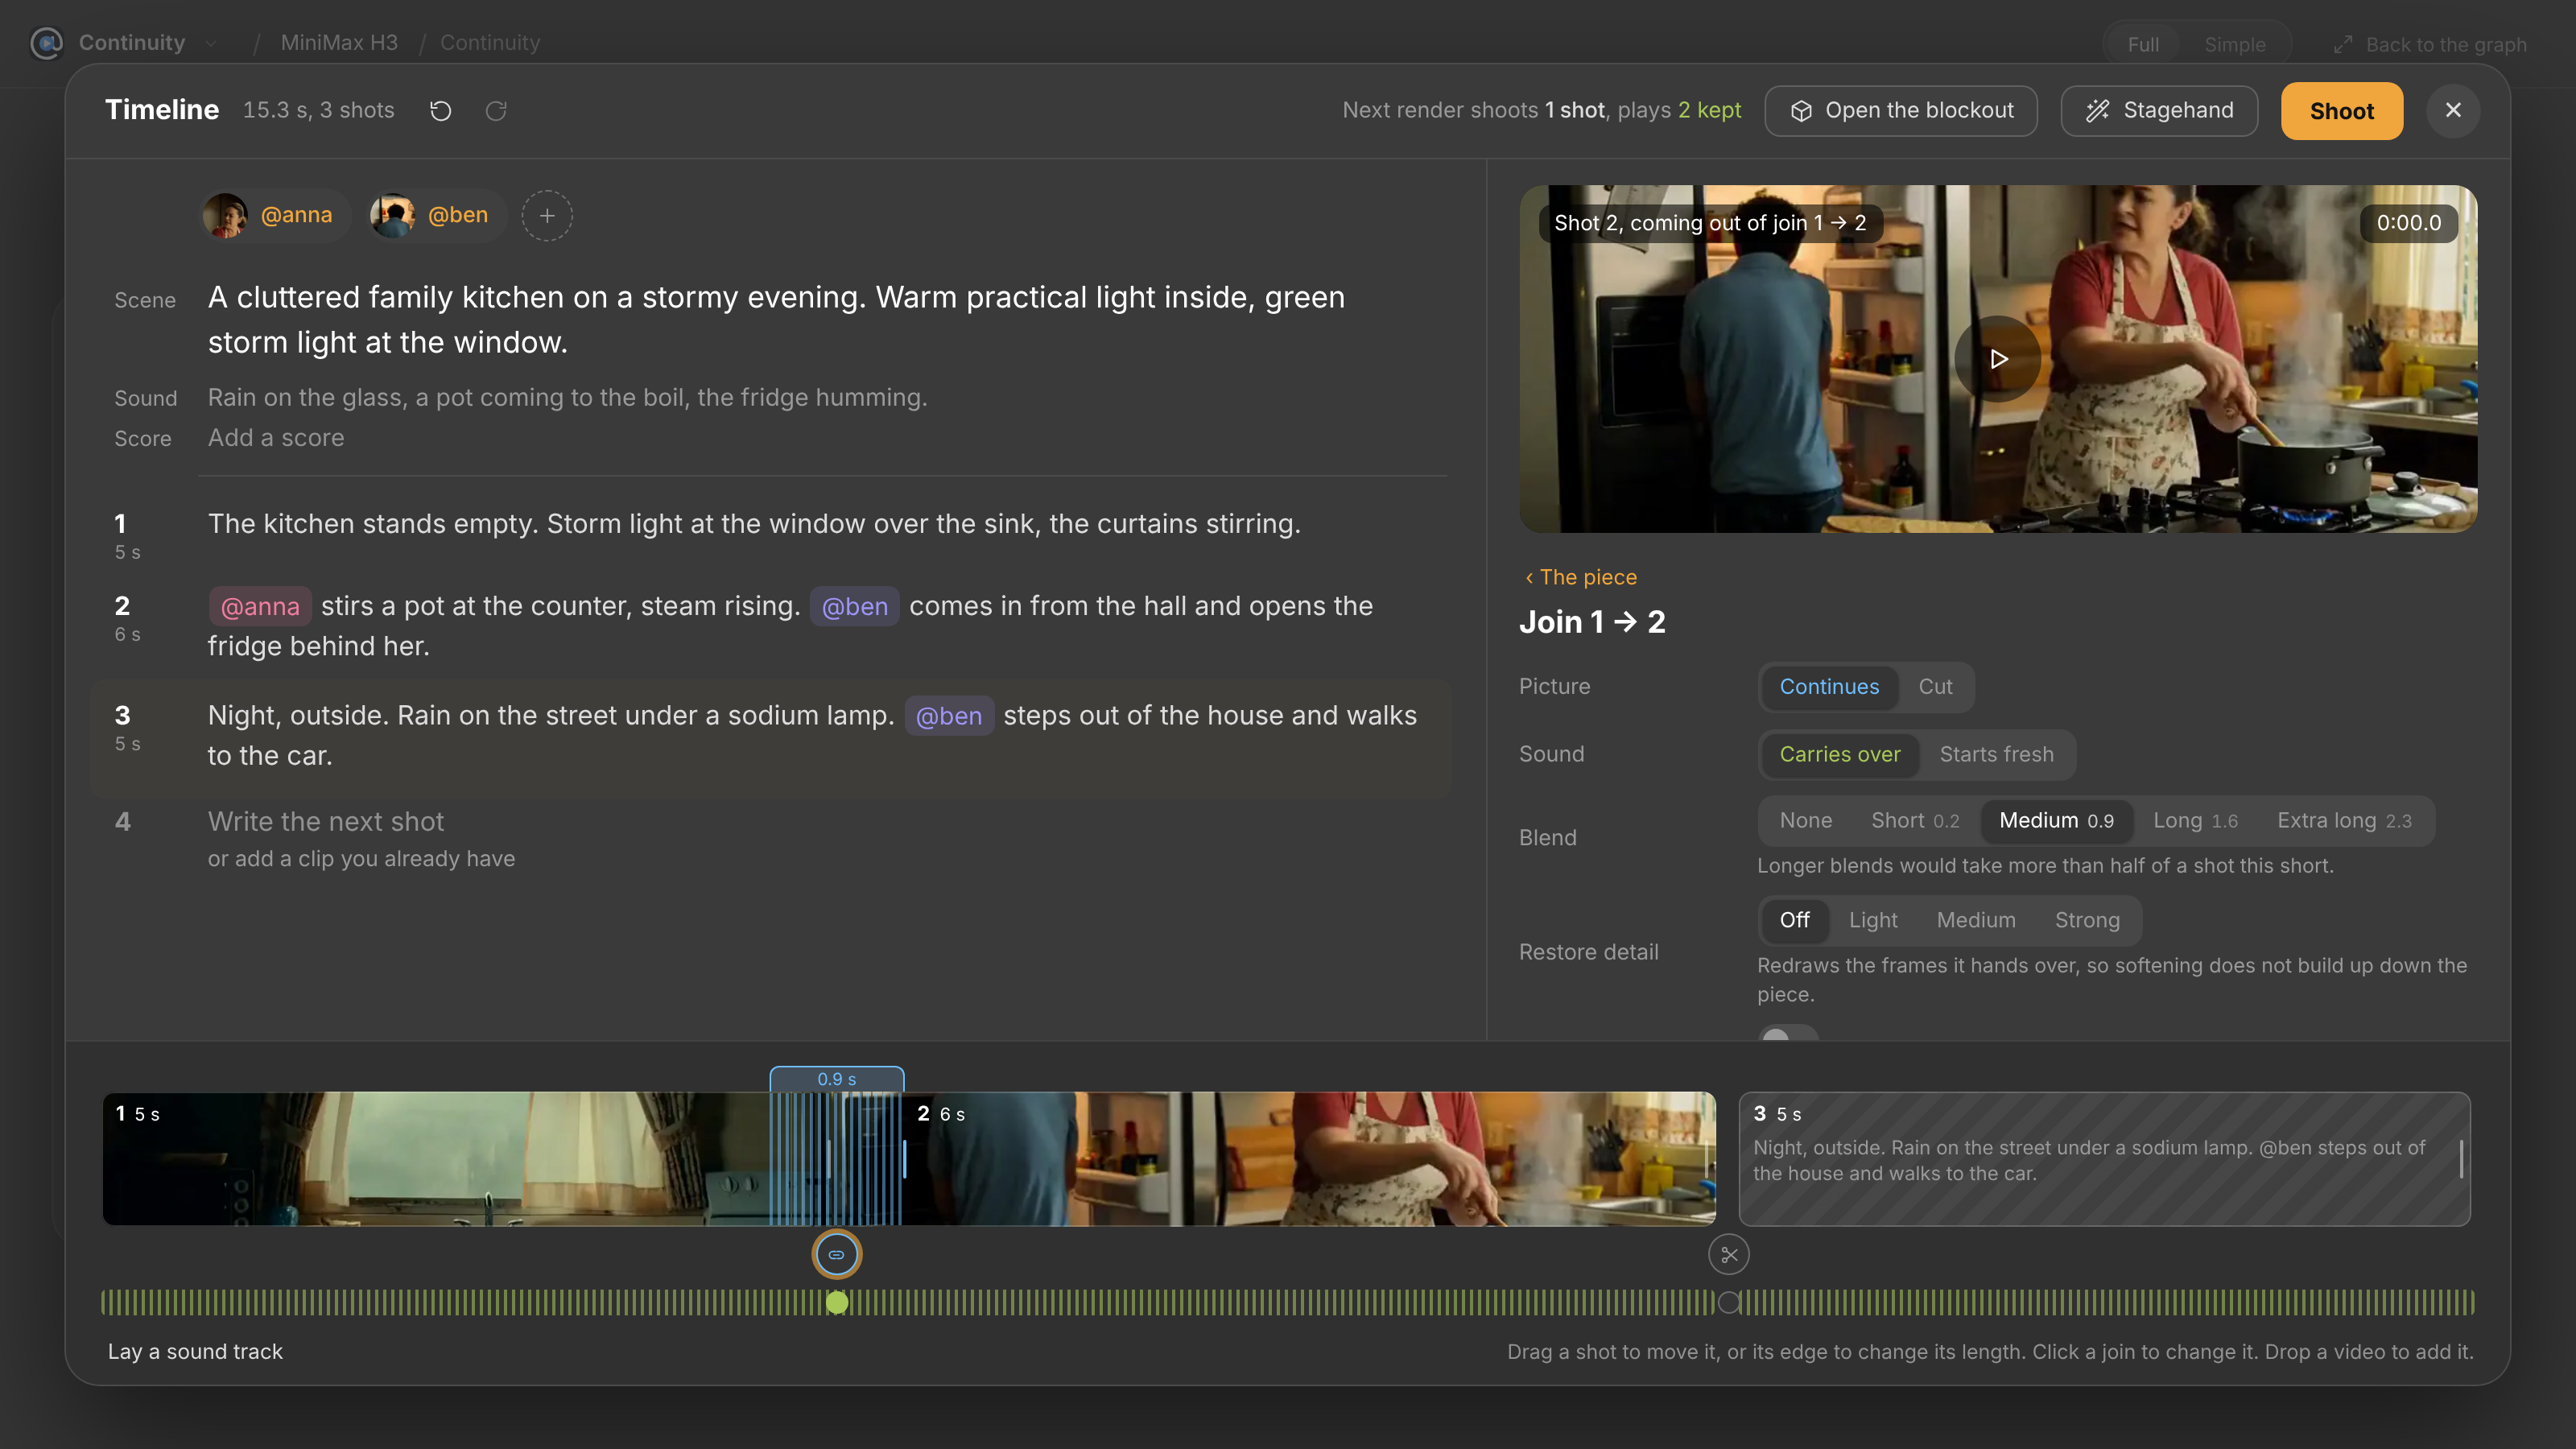 Continuity / MiniMax H3 / Continuity
Full Simple Back to the graph
Timeline 15.3 s, 3 shots
Next render shoots 1 shot, plays 2 kept
Open the blockout
Stagehand
Shoot
@anna @ben
Scene A cluttered family kitchen on a stormy evening. Warm practical light inside, green
storm light at the window.
Sound Rain on the glass, a pot coming to the boil, the fridge humming.
Score Add a score
1 The kitchen stands empty. Storm light at the window over the sink, the curtains stirring.
5 s
2 @anna stirs a pot at the counter, steam rising. @ben comes in from the hall and opens the
6 s
fridge behind her.
3 Night, outside. Rain on the street under a sodium lamp. @ben steps out of the house and walks
5 s
to the car.
4 Write the next shot
or add a clip you already have
Shot 2, coming out of join 1 → 2
0:00.0
‹ The piece
Join 1 → 2
Picture Continues Cut
Sound Carries over Starts fresh
Blend None Short 0.2 Medium 0.9 Long 1.6 Extra long 2.3
Longer blends would take more than half of a shot this short.
Restore detail Off Light Medium Strong
Redraws the frames it hands over, so softening does not build up down the
piece.
0.9 s
1 5 s
2 6 s
3 5 s
Night, outside. Rain on the street under a sodium lamp. @ben steps out of
the house and walks to the car.
Lay a sound track
Drag a shot to move it, or its edge to change its length. Click a join to change it. Drop a video to add it.